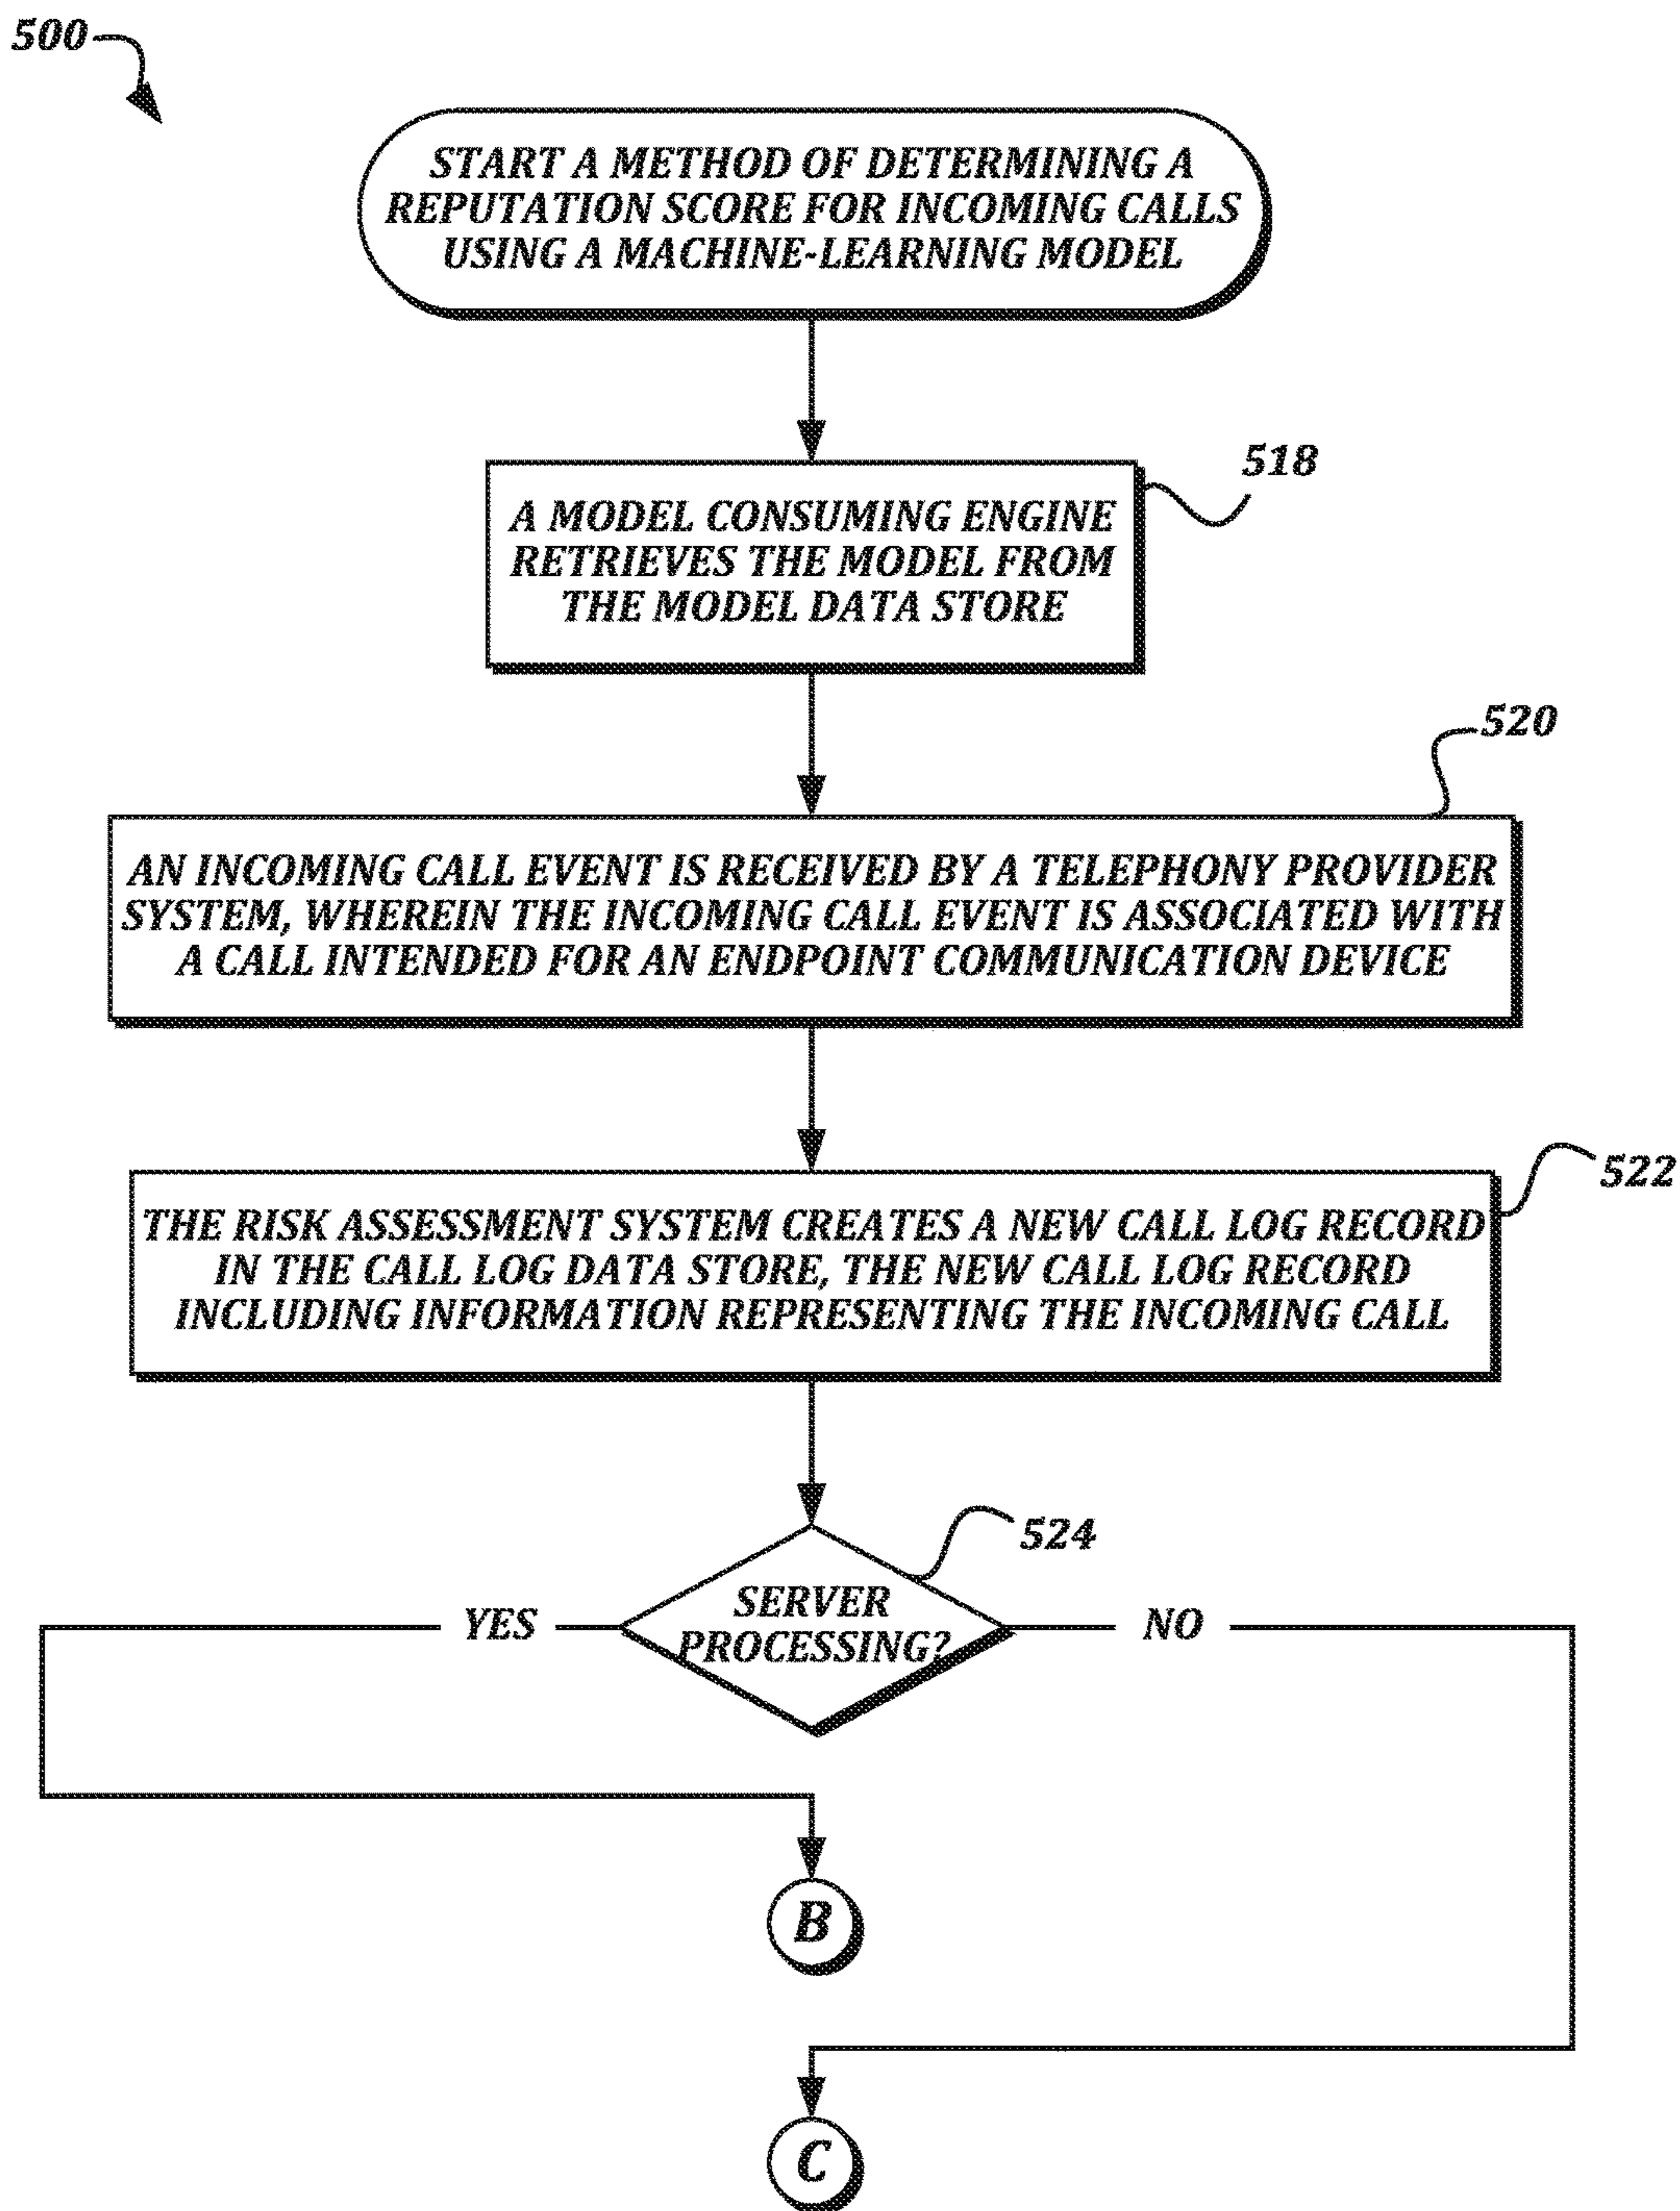 500
START A METHOD OF DETERMINING A
REPUTATION SCORE FOR INCOMING CALLS
USING A MACHINE-LEARNING MODEL
518
A MODEL CONSUMING ENGINE
RETRIEVES THE MODEL FROM
THE MODEL DATA STORE
520
AN INCOMING CALL EVENT IS RECEIVED BY A TELEPHONY PROVIDER
SYSTEM, WHEREIN THE INCOMING CALL EVENT IS ASSOCIATED WITH
A CALL INTENDED FOR AN ENDPOINT COMMUNICATION DEVICE
522
THE RISK ASSESSMENT SYSTEM CREATES A NEW CALL LOG RECORD
IN THE CALL LOG DATA STORE, THE NEW CALL LOG RECORD
INCLUDING INFORMATION REPRESENTING THE INCOMING CALL
524
SERVER
PROCESSING?
YES
NO
B
C